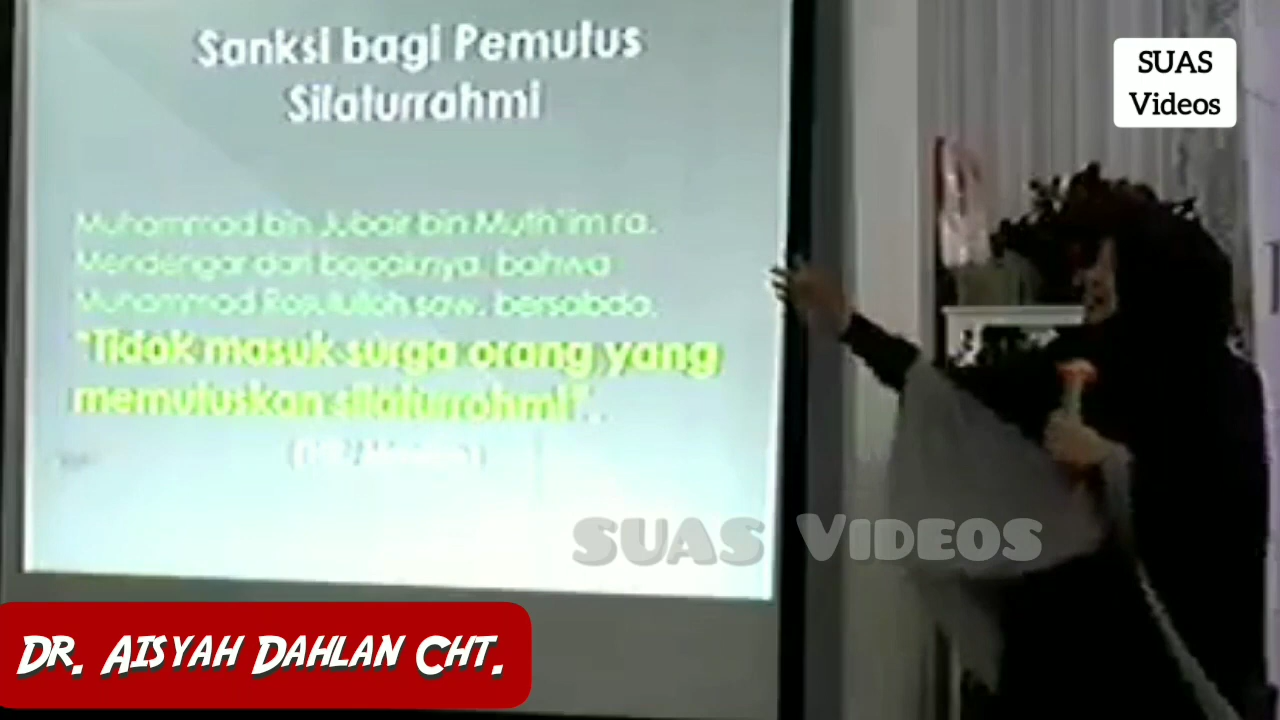 Sanksi bagi Pemutus
Silaturrahmi
SUAS
Videos
Muhammad bin Jubair bin Muth'im ra.
Mendengar dari bapaknya, bahwa
Muhammad Rosulullah saw. bersabda,
"Tidak masuk surga orang yang
memutuskan silaturrohmi".
SUAS VIDEOS
DR. AISYAH DAHLAN CHT.